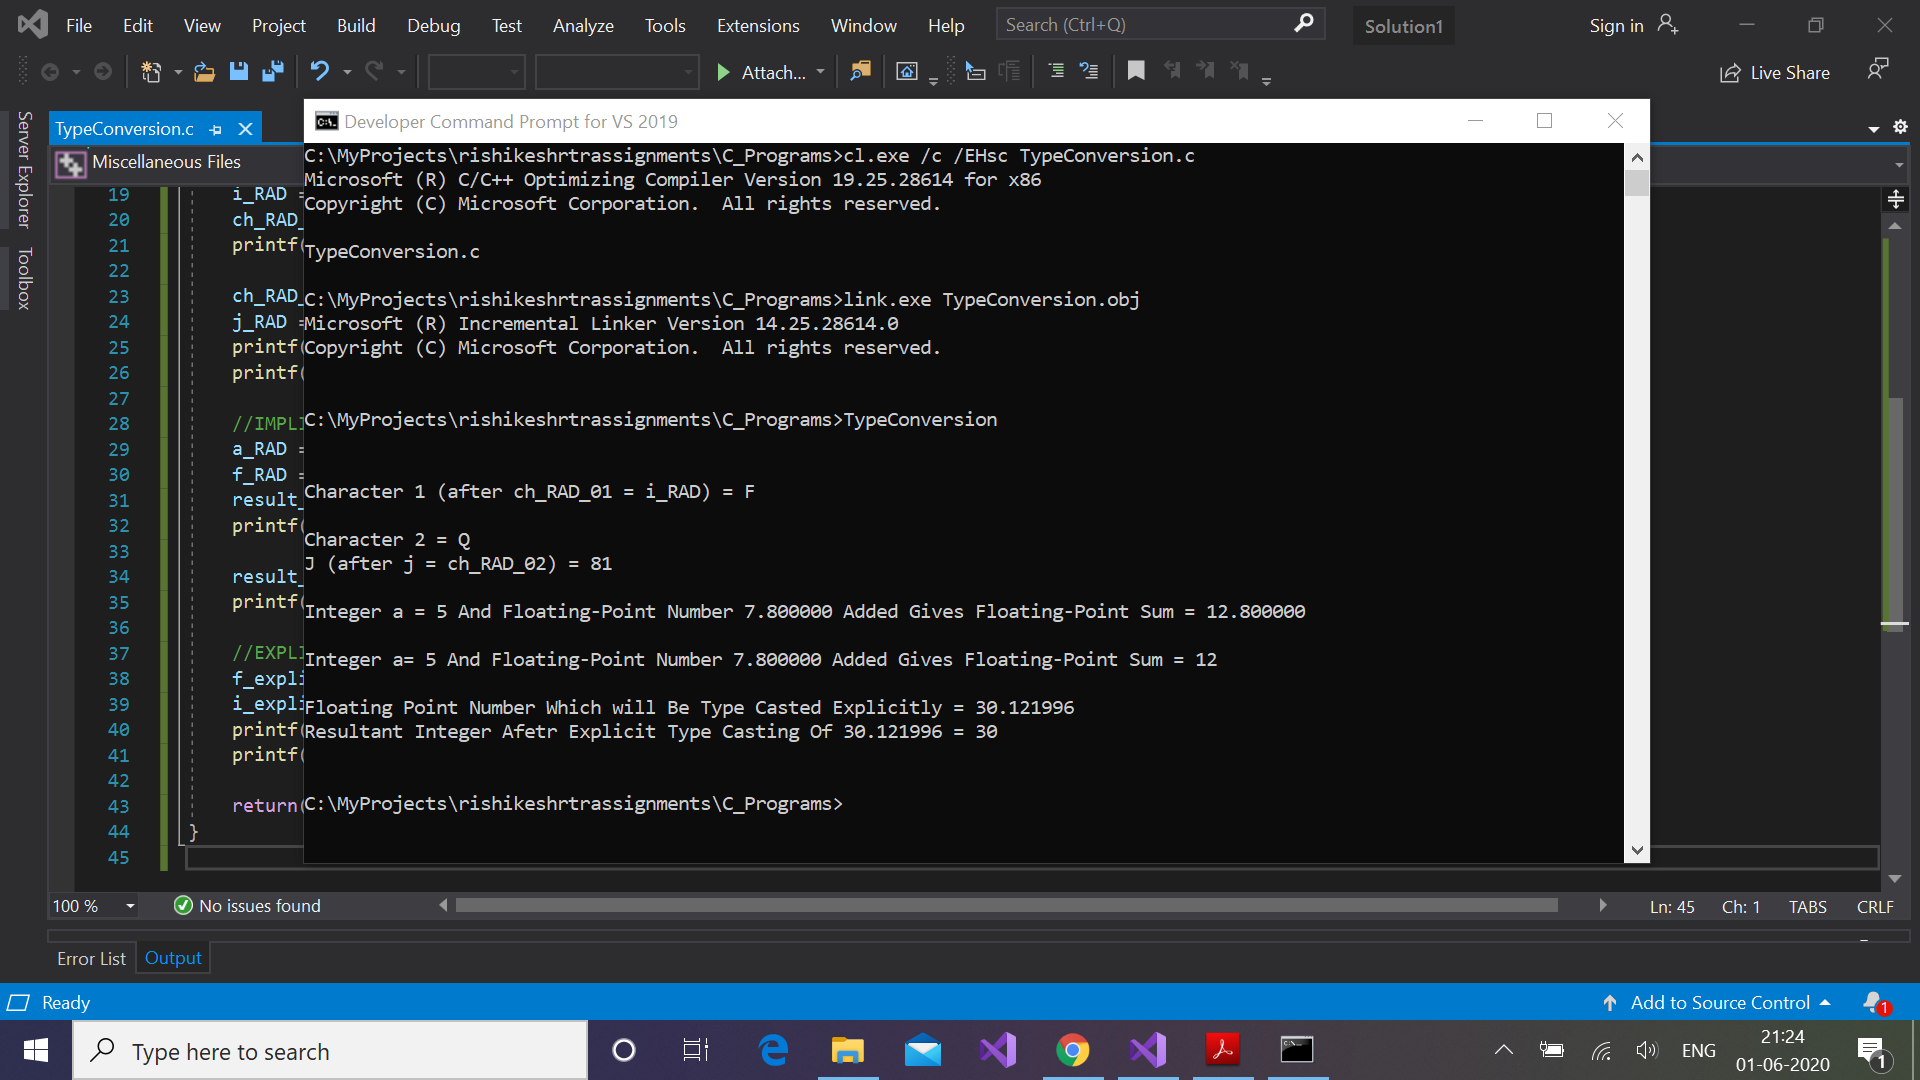 File Edit View Project Build Debug Test Analyze Tools Extensions Window Help Search (Ctrl+Q) Solution1 Sign in
Attach... Live Share
Server Explorer
Toolbox
TypeConversion.c
Miscellaneous Files
19 i_RAD =
20 ch_RAD_
21 printf(
22
23 ch_RAD_
24 j_RAD =
25 printf(
26 printf(
27
28 //IMPLI
29 a_RAD =
30 f_RAD =
31 result_
32 printf(
33
34 result_
35 printf(
36
37 //EXPLI
38 f_expli
39 i_expli
40 printf(
41 printf(
42
43 return(
44 }
45
Developer Command Prompt for VS 2019
C:\MyProjects\rishikeshrtrassignments\C_Programs>cl.exe /c /EHsc TypeConversion.c
Microsoft (R) C/C++ Optimizing Compiler Version 19.25.28614 for x86
Copyright (C) Microsoft Corporation.  All rights reserved.
TypeConversion.c
C:\MyProjects\rishikeshrtrassignments\C_Programs>link.exe TypeConversion.obj
Microsoft (R) Incremental Linker Version 14.25.28614.0
Copyright (C) Microsoft Corporation.  All rights reserved.
C:\MyProjects\rishikeshrtrassignments\C_Programs>TypeConversion
Character 1 (after ch_RAD_01 = i_RAD) = F
Character 2 = Q
J (after j = ch_RAD_02) = 81
Integer a = 5 And Floating-Point Number 7.800000 Added Gives Floating-Point Sum = 12.800000
Integer a= 5 And Floating-Point Number 7.800000 Added Gives Floating-Point Sum = 12
Floating Point Number Which will Be Type Casted Explicitly = 30.121996
Resultant Integer Afetr Explicit Type Casting Of 30.121996 = 30
C:\MyProjects\rishikeshrtrassignments\C_Programs>
100 % No issues found Ln: 45 Ch: 1 TABS CRLF
Error List Output
Ready Add to Source Control 1
Type here to search ENG 21:24
01-06-2020 1